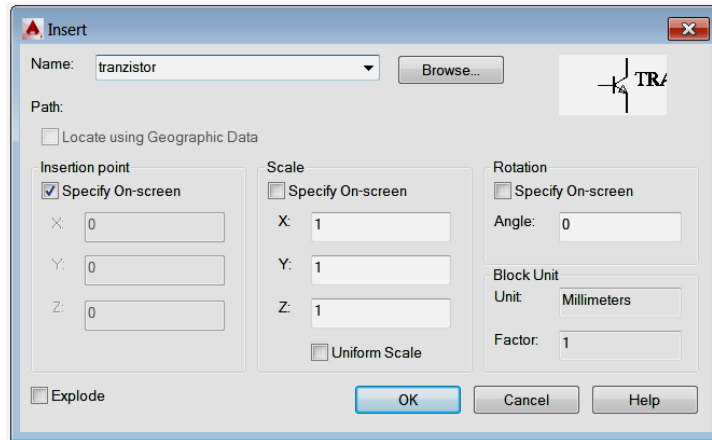 Insert
Name: tranzistor Browse...
TRA
Path:
Locate using Geographic Data
Insertion point
Specify On-screen
X: 0
Y: 0
Z: 0
Scale
Specify On-screen
X: 1
Y: 1
Z: 1
Uniform Scale
Rotation
Specify On-screen
Angle: 0
Block Unit
Unit: Millimeters
Factor: 1
Explode
OK Cancel Help